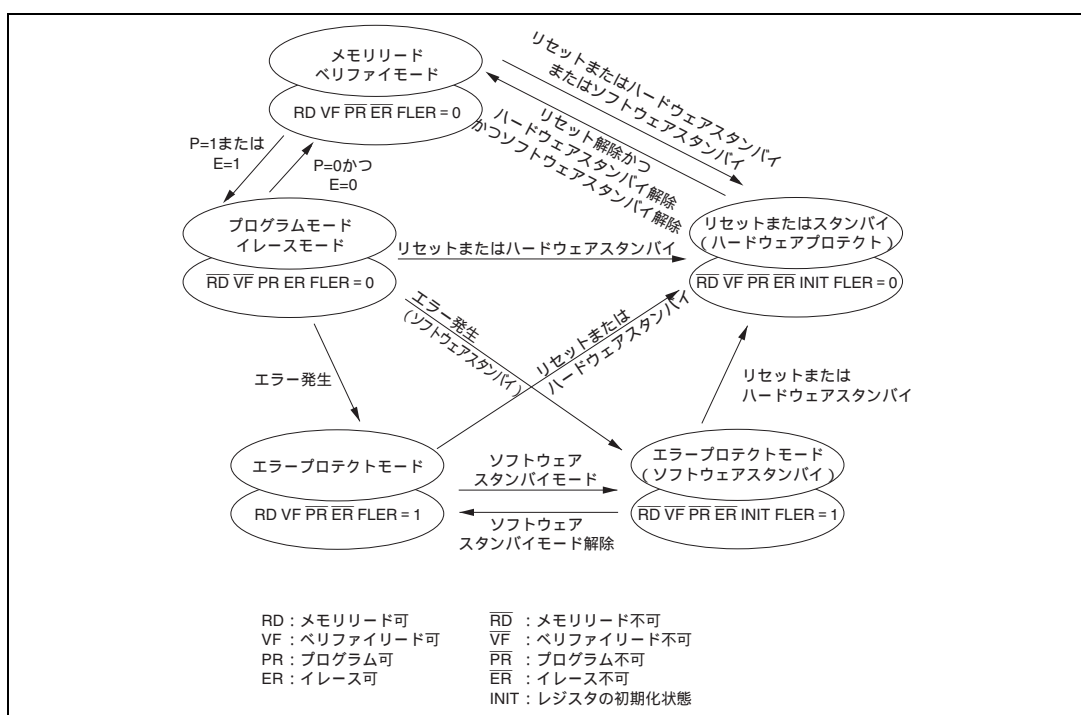 メモリリード
ベリファイモード
RD VF P̅R̅ E̅R̅ FLER = 0
リセットまたはハードウェアスタンバイ
またはソフトウェアスタンバイ
リセット解除かつ
ハードウェアスタンバイ解除
かつソフトウェアスタンバイ解除
P=1または
E=1
P=0かつ
E=0
プログラムモード
イレースモード
R̅D̅ V̅F̅ PR ER FLER = 0
リセットまたはハードウェアスタンバイ
リセットまたはスタンバイ
(ハードウェアプロテクト)
R̅D̅ V̅F̅ P̅R̅ E̅R̅ INIT FLER = 0
エラー発生
(ソフトウェアスタンバイ)
リセットまたは
ハードウェアスタンバイ
エラー発生
リセットまたは
ハードウェアスタンバイ
エラープロテクトモード
RD VF P̅R̅ E̅R̅ FLER = 1
ソフトウェア
スタンバイモード
ソフトウェア
スタンバイモード解除
エラープロテクトモード
(ソフトウェアスタンバイ)
R̅D̅ V̅F̅ P̅R̅ E̅R̅ INIT FLER = 1
RD : メモリリード可
VF : ベリファイリード可
PR : プログラム可
ER : イレース可
R̅D̅ : メモリリード不可
V̅F̅ : ベリファイリード不可
P̅R̅ : プログラム不可
E̅R̅ : イレース不可
INIT : レジスタの初期化状態